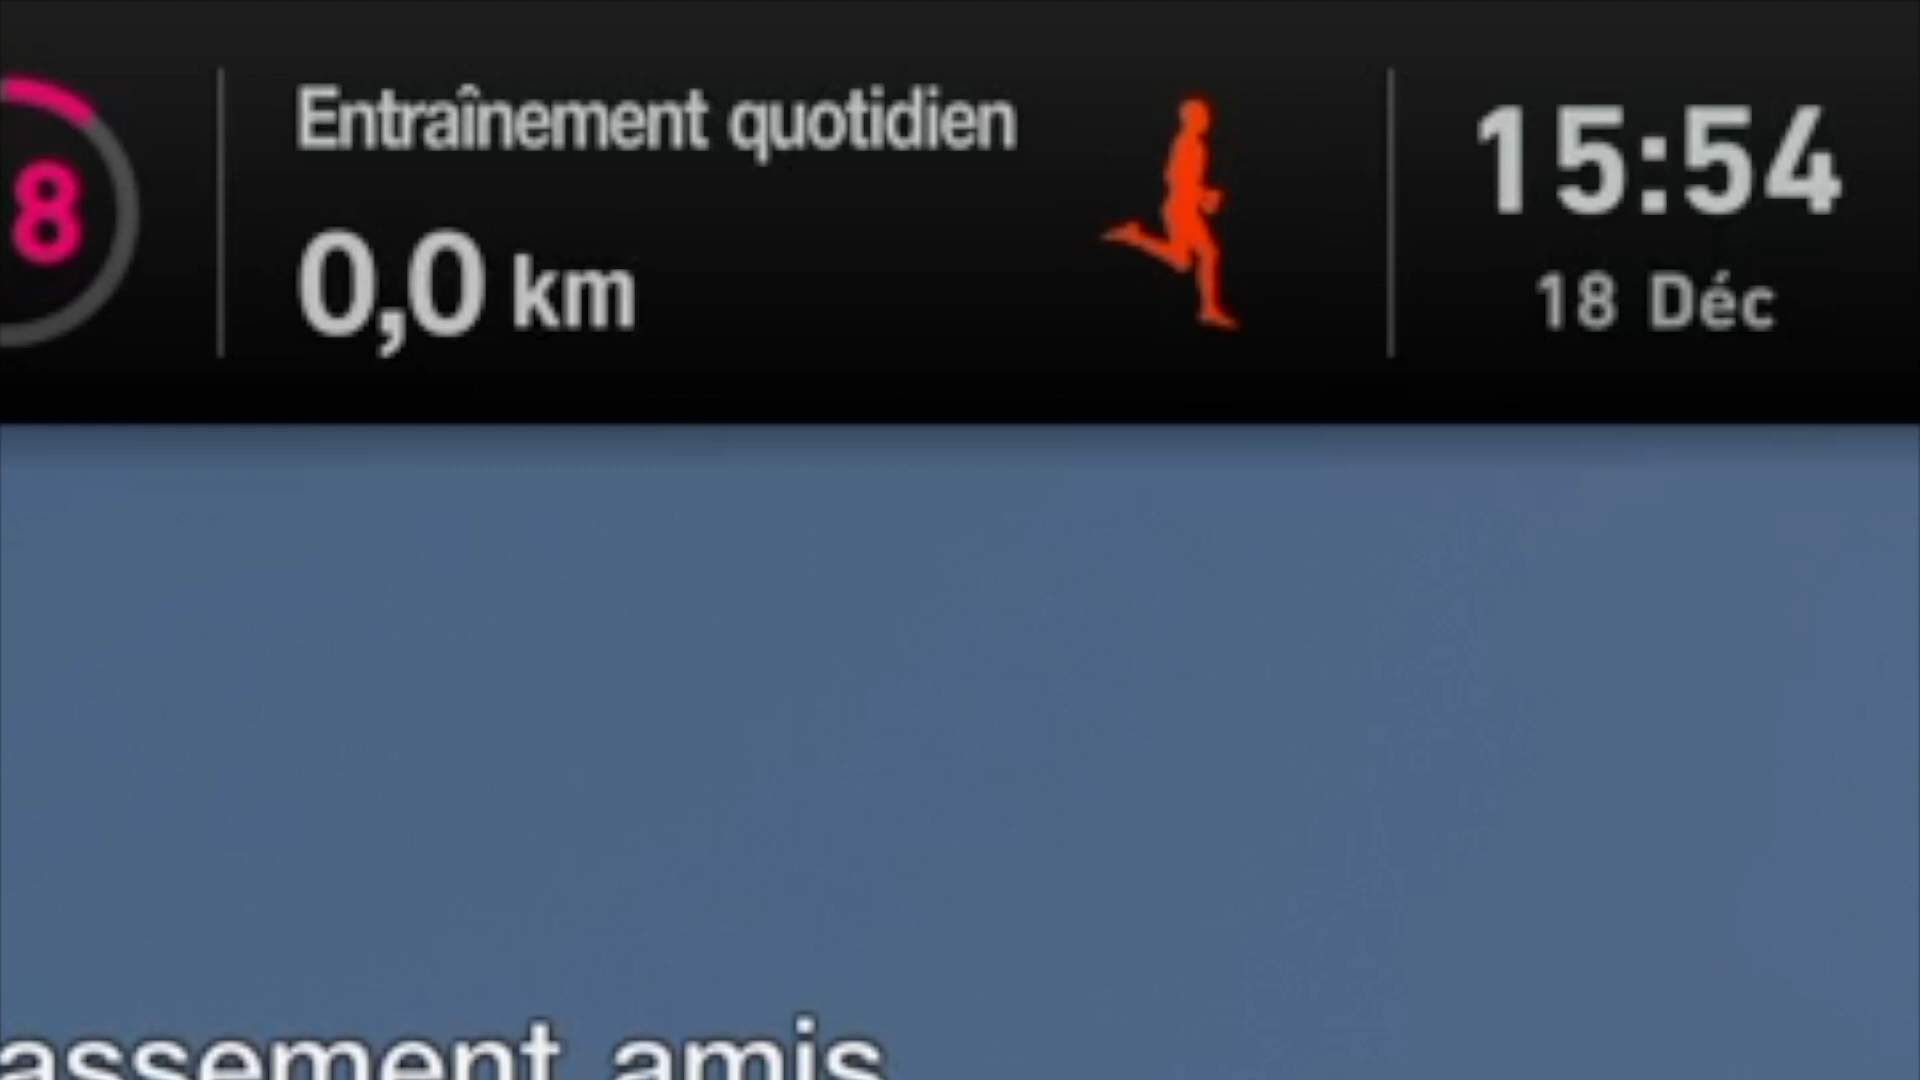 8
Entraînement quotidien
0,0 km
15:54
18 Déc
assement amis